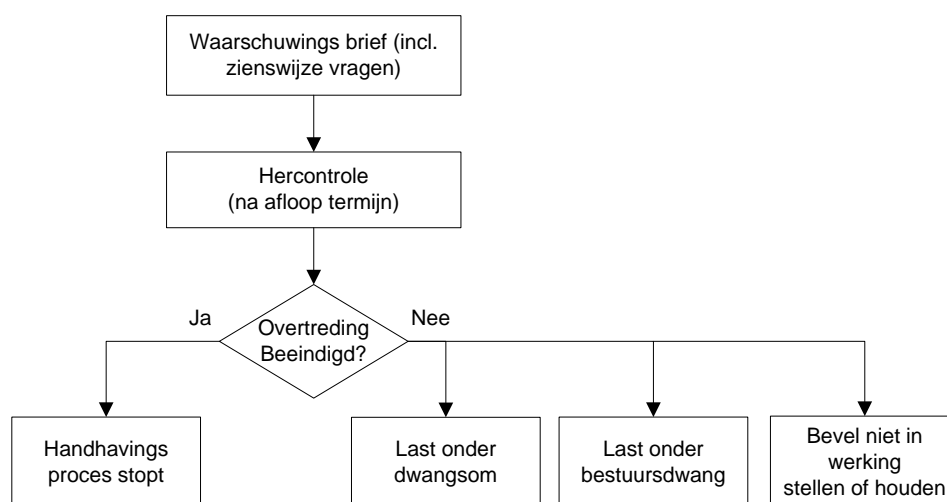 Waarschuwings brief (incl.
zienswijze vragen)
Hercontrole
(na afloop termijn)
Ja
Overtreding
Beeindigd?
Nee
Handhavings
proces stopt
Last onder
dwangsom
Last onder
bestuursdwang
Bevel niet in
werking
stellen of houden